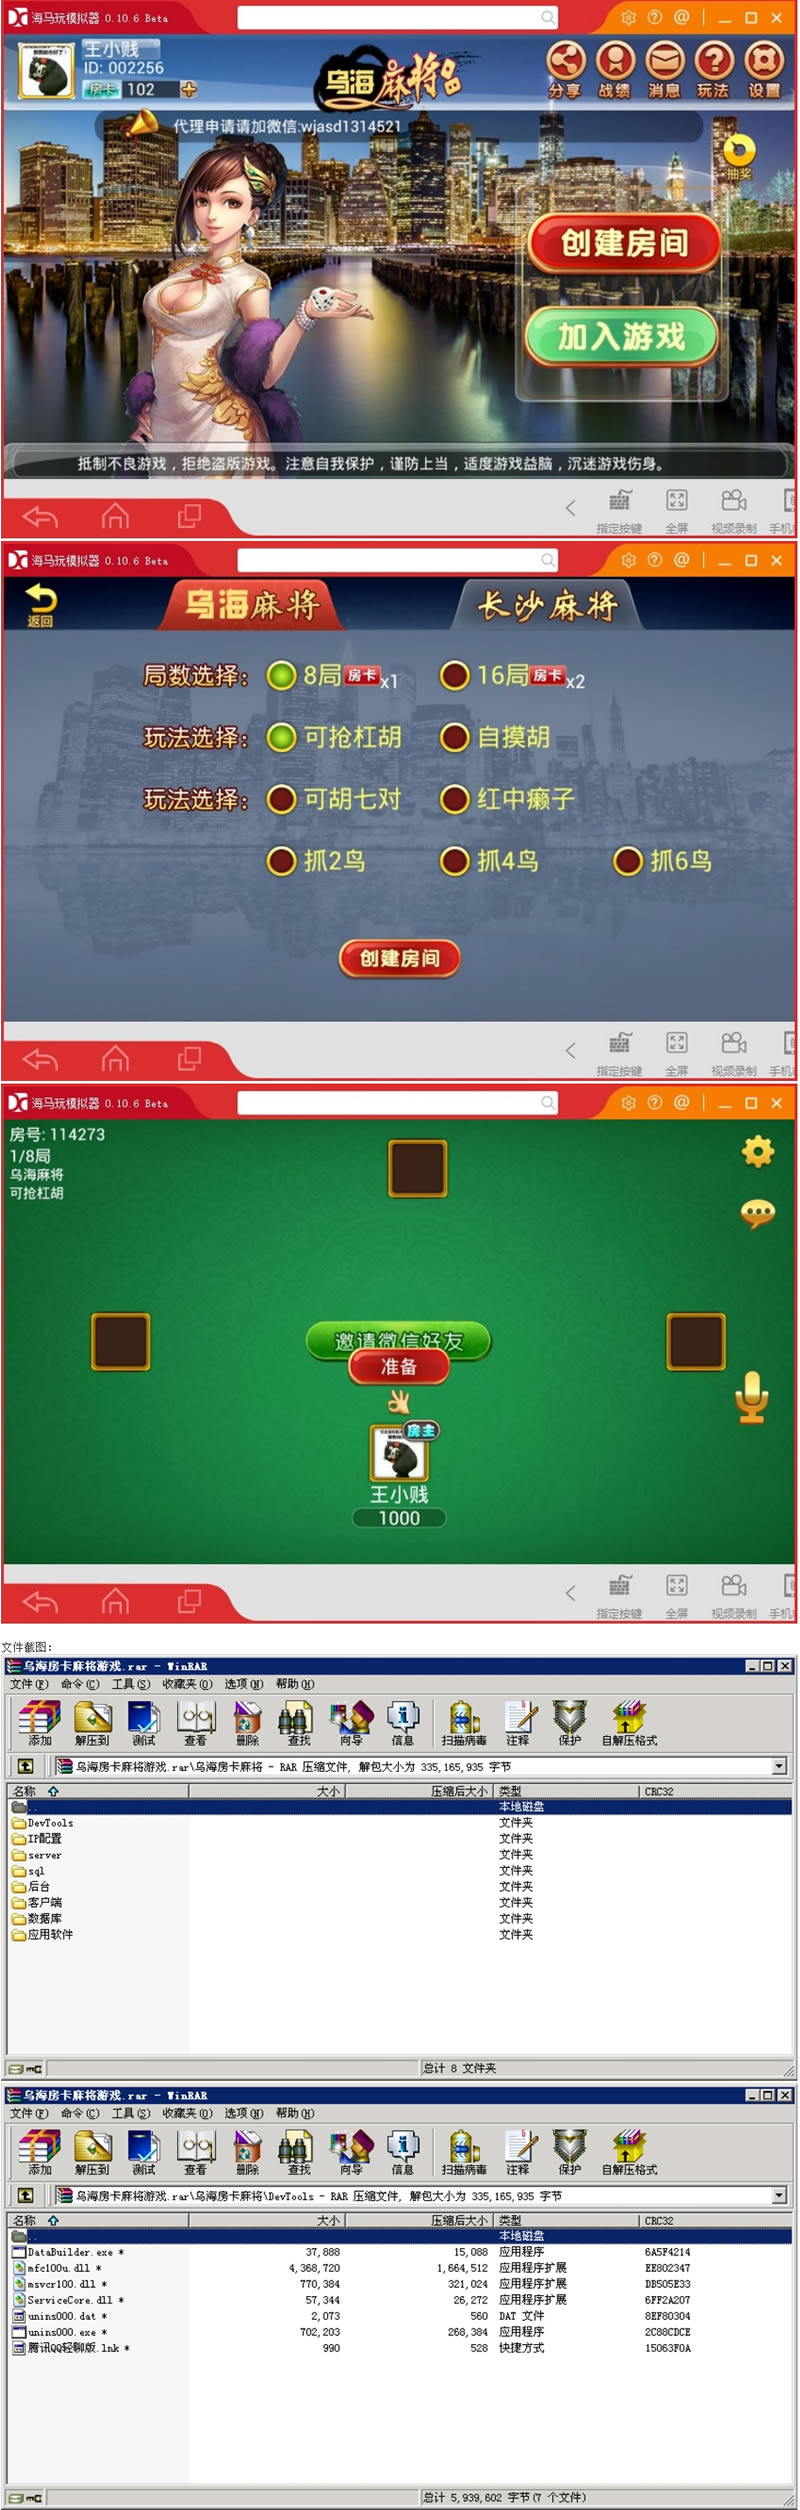 海马玩模拟器 0.10.6 Beta
王小贱
ID: 002256
房卡 102
乌海麻将
分享 战绩 消息 玩法 设置
代理申请请加微信:wjasd1314521
抽奖
创建房间
加入游戏
抵制不良游戏，拒绝盗版游戏。注意自我保护，谨防上当，适度游戏益脑，沉迷游戏伤身。
指定按键 全屏 视频录制 手机
海马玩模拟器 0.10.6 Beta
返回
乌海麻将 长沙麻将
局数选择: 8局 房卡 x1 16局 房卡 x2
玩法选择: 可抢杠胡 自摸胡
玩法选择: 可胡七对 红中癞子
抓2鸟 抓4鸟 抓6鸟
创建房间
指定按键 全屏 视频录制 手机
海马玩模拟器 0.10.6 Beta
房号: 114273
1/8局
乌海麻将
可抢杠胡
邀请微信好友
准备
房主
王小贱
1000
指定按键 全屏 视频录制 手机
文件截图:
乌海房卡麻将游戏.rar - WinRAR
文件(F) 命令(C) 工具(S) 收藏夹(O) 选项(N) 帮助(H)
添加 解压到 测试 查看 删除 查找 向导 信息 扫描病毒 注释 保护 自解压格式
乌海房卡麻将游戏.rar\乌海房卡麻将 - RAR 压缩文件, 解包大小为 335,165,935 字节
名称 大小 压缩后大小 类型 CRC32
.. 本地磁盘
DevTools 文件夹
IP配置 文件夹
server 文件夹
sql 文件夹
后台 文件夹
客户端 文件夹
数据库 文件夹
应用软件 文件夹
总计 8 文件夹
乌海房卡麻将游戏.rar - WinRAR
文件(F) 命令(C) 工具(S) 收藏夹(O) 选项(N) 帮助(H)
添加 解压到 测试 查看 删除 查找 向导 信息 扫描病毒 注释 保护 自解压格式
乌海房卡麻将游戏.rar\乌海房卡麻将\DevTools - RAR 压缩文件, 解包大小为 335,165,935 字节
名称 大小 压缩后大小 类型 CRC32
.. 本地磁盘
DataBuilder.exe * 37,888 15,088 应用程序 6A5F4214
mfc100u.dll * 4,368,720 1,664,512 应用程序扩展 EE802347
msvcr100.dll * 770,384 321,024 应用程序扩展 DB505E33
ServiceCore.dll * 57,344 26,272 应用程序扩展 6FF2A207
unins000.dat * 2,073 560 DAT 文件 8EF80304
unins000.exe * 702,203 268,384 应用程序 2C88CDCE
腾讯QQ轻聊版.lnk * 990 528 快捷方式 15063F0A
总计 5,939,602 字节(7 个文件)